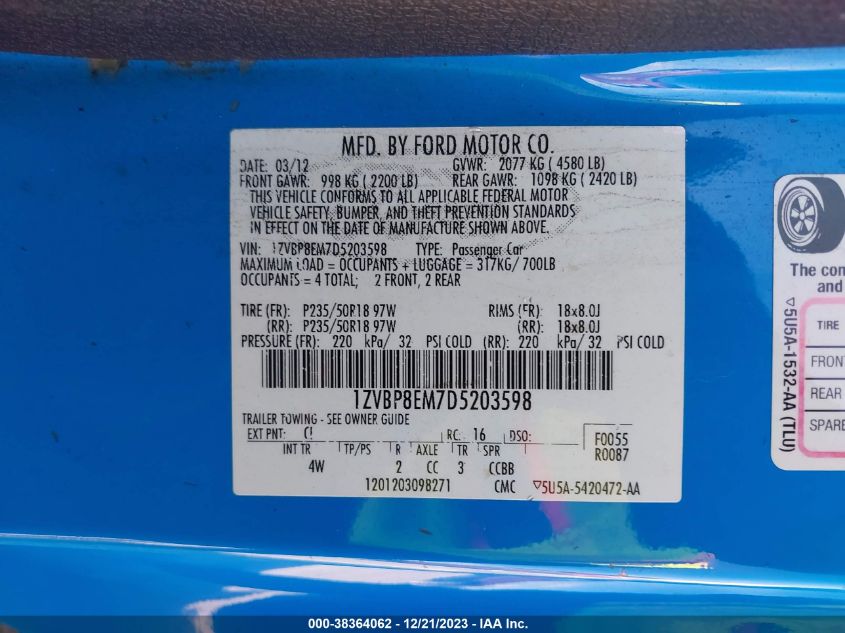 MFD. BY FORD MOTOR CO.
DATE: 03/12 GVWR: 2077 KG ( 4580 LB)
FRONT GAWR: 998 KG ( 2200 LB) REAR GAWR: 1098 KG ( 2420 LB)
THIS VEHICLE CONFORMS TO ALL APPLICABLE FEDERAL MOTOR
VEHICLE SAFETY, BUMPER, AND THEFT PREVENTION STANDARDS
IN EFFECT ON THE DATE OF MANUFACTURE SHOWN ABOVE.
VIN: 1ZVBP8EM7D5203598 TYPE: Passenger Car
MAXIMUM LOAD = OCCUPANTS + LUGGAGE = 317KG/ 700LB
OCCUPANTS = 4 TOTAL; 2 FRONT, 2 REAR
TIRE (FR): P235/50R18 97W RIMS (FR): 18x8.0J
(RR): P235/50R18 97W (RR): 18x8.0J
PRESSURE (FR): 220 kPa/ 32 PSI COLD (RR): 220 kPa/ 32 PSI COLD
1ZVBP8EM7D5203598
TRAILER TOWING - SEE OWNER GUIDE
EXT PNT: RC: 16 DSO: F0055
INT TR TP/PS R AXLE TR SPR R0087
4W 2 CC 3 CCBB
1201203098271 CMC ▽5U5A-5420472-AA
The con
and
▽5U5A-1532-AA (TLU)
TIRE
FRONT
REAR
SPARE
000-38364062 - 12/21/2023 - IAA Inc.